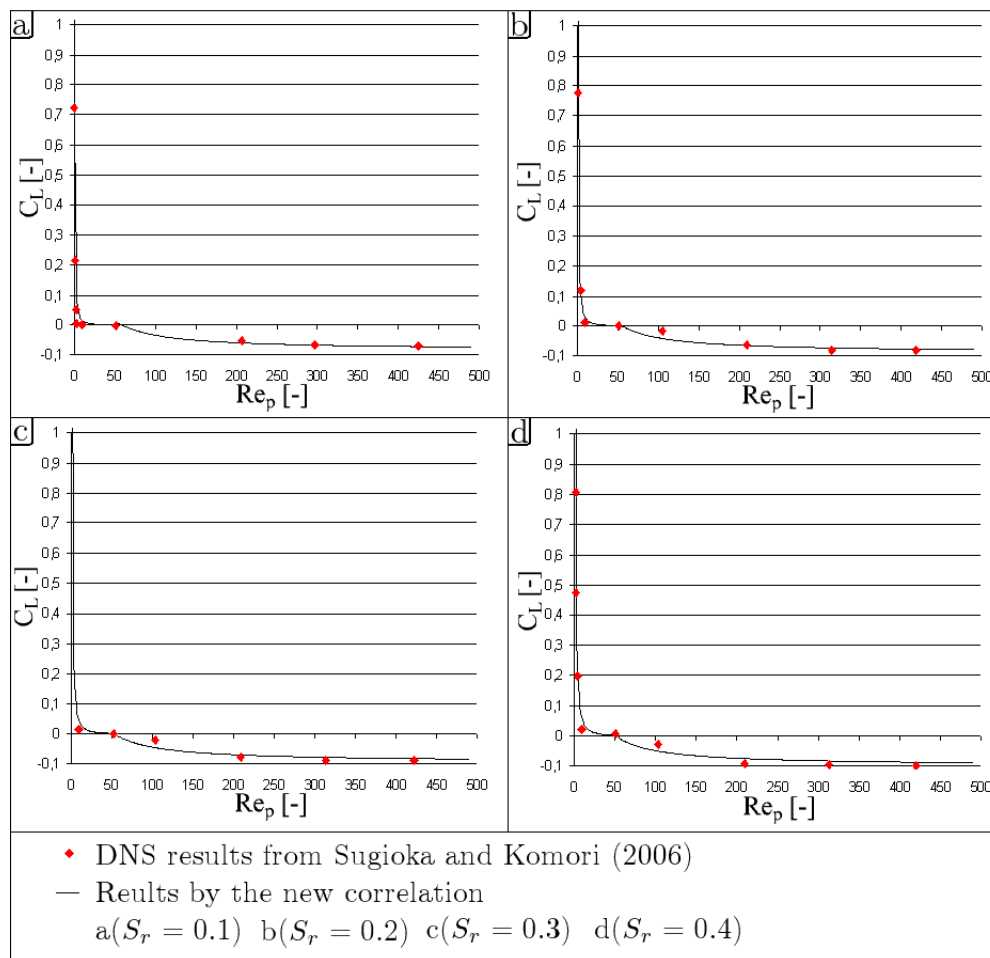 a
1
0,9
0,8
0,7
0,6
0,5
0,4
0,3
0,2
0,1
0
-0,1
C_L [-]
0 50 100 150 200 250 300 350 400 450 500
Re_p [-]
b
1
0,9
0,8
0,7
0,6
0,5
0,4
0,3
0,2
0,1
0
-0,1
C_L [-]
0 50 100 150 200 250 300 350 400 450 500
Re_p [-]
c
1
0,9
0,8
0,7
0,6
0,5
0,4
0,3
0,2
0,1
0
-0,1
C_L [-]
0 50 100 150 200 250 300 350 400 450 500
Re_p [-]
d
1
0,9
0,8
0,7
0,6
0,5
0,4
0,3
0,2
0,1
0
-0,1
C_L [-]
0 50 100 150 200 250 300 350 400 450 500
Re_p [-]
DNS results from Sugioka and Komori (2006)
— Reults by the new correlation
a(S_r = 0.1) b(S_r = 0.2) c(S_r = 0.3) d(S_r = 0.4)